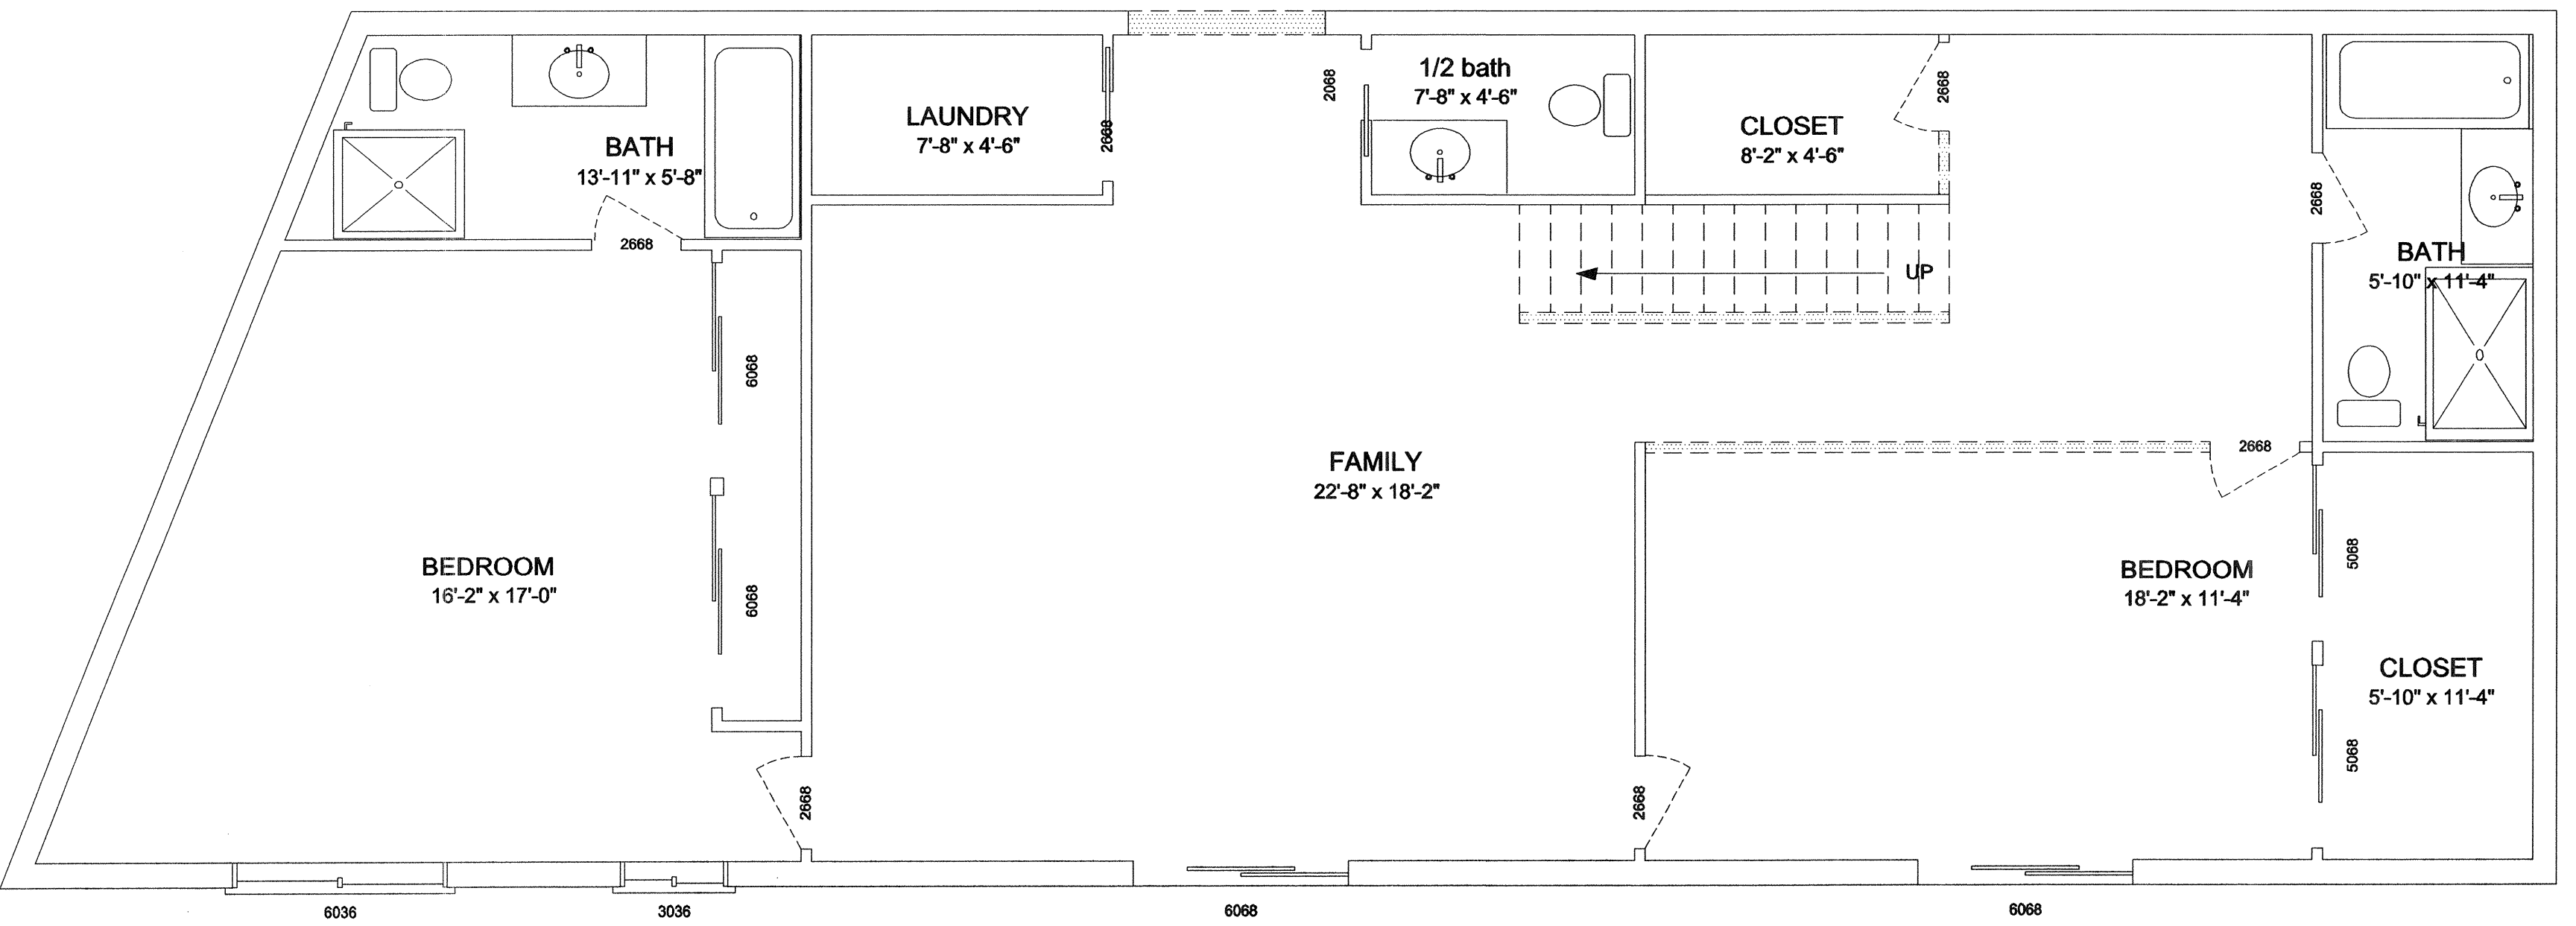 1/2 bath
7'-8" x 4'-6"
2068
2668
LAUNDRY
7'-8" x 4'-6"
2668
CLOSET
8'-2" x 4'-6"
BATH
13'-11" x 5'-8"
2668
2668
BATH
5'-10" x 11'-4"
UP
6068
2668
FAMILY
22'-8" x 18'-2"
BEDROOM
16'-2" x 17'-0"
6068
BEDROOM
18'-2" x 11'-4"
5068
CLOSET
5'-10" x 11'-4"
5068
2668
2668
6036
3036
6068
6068